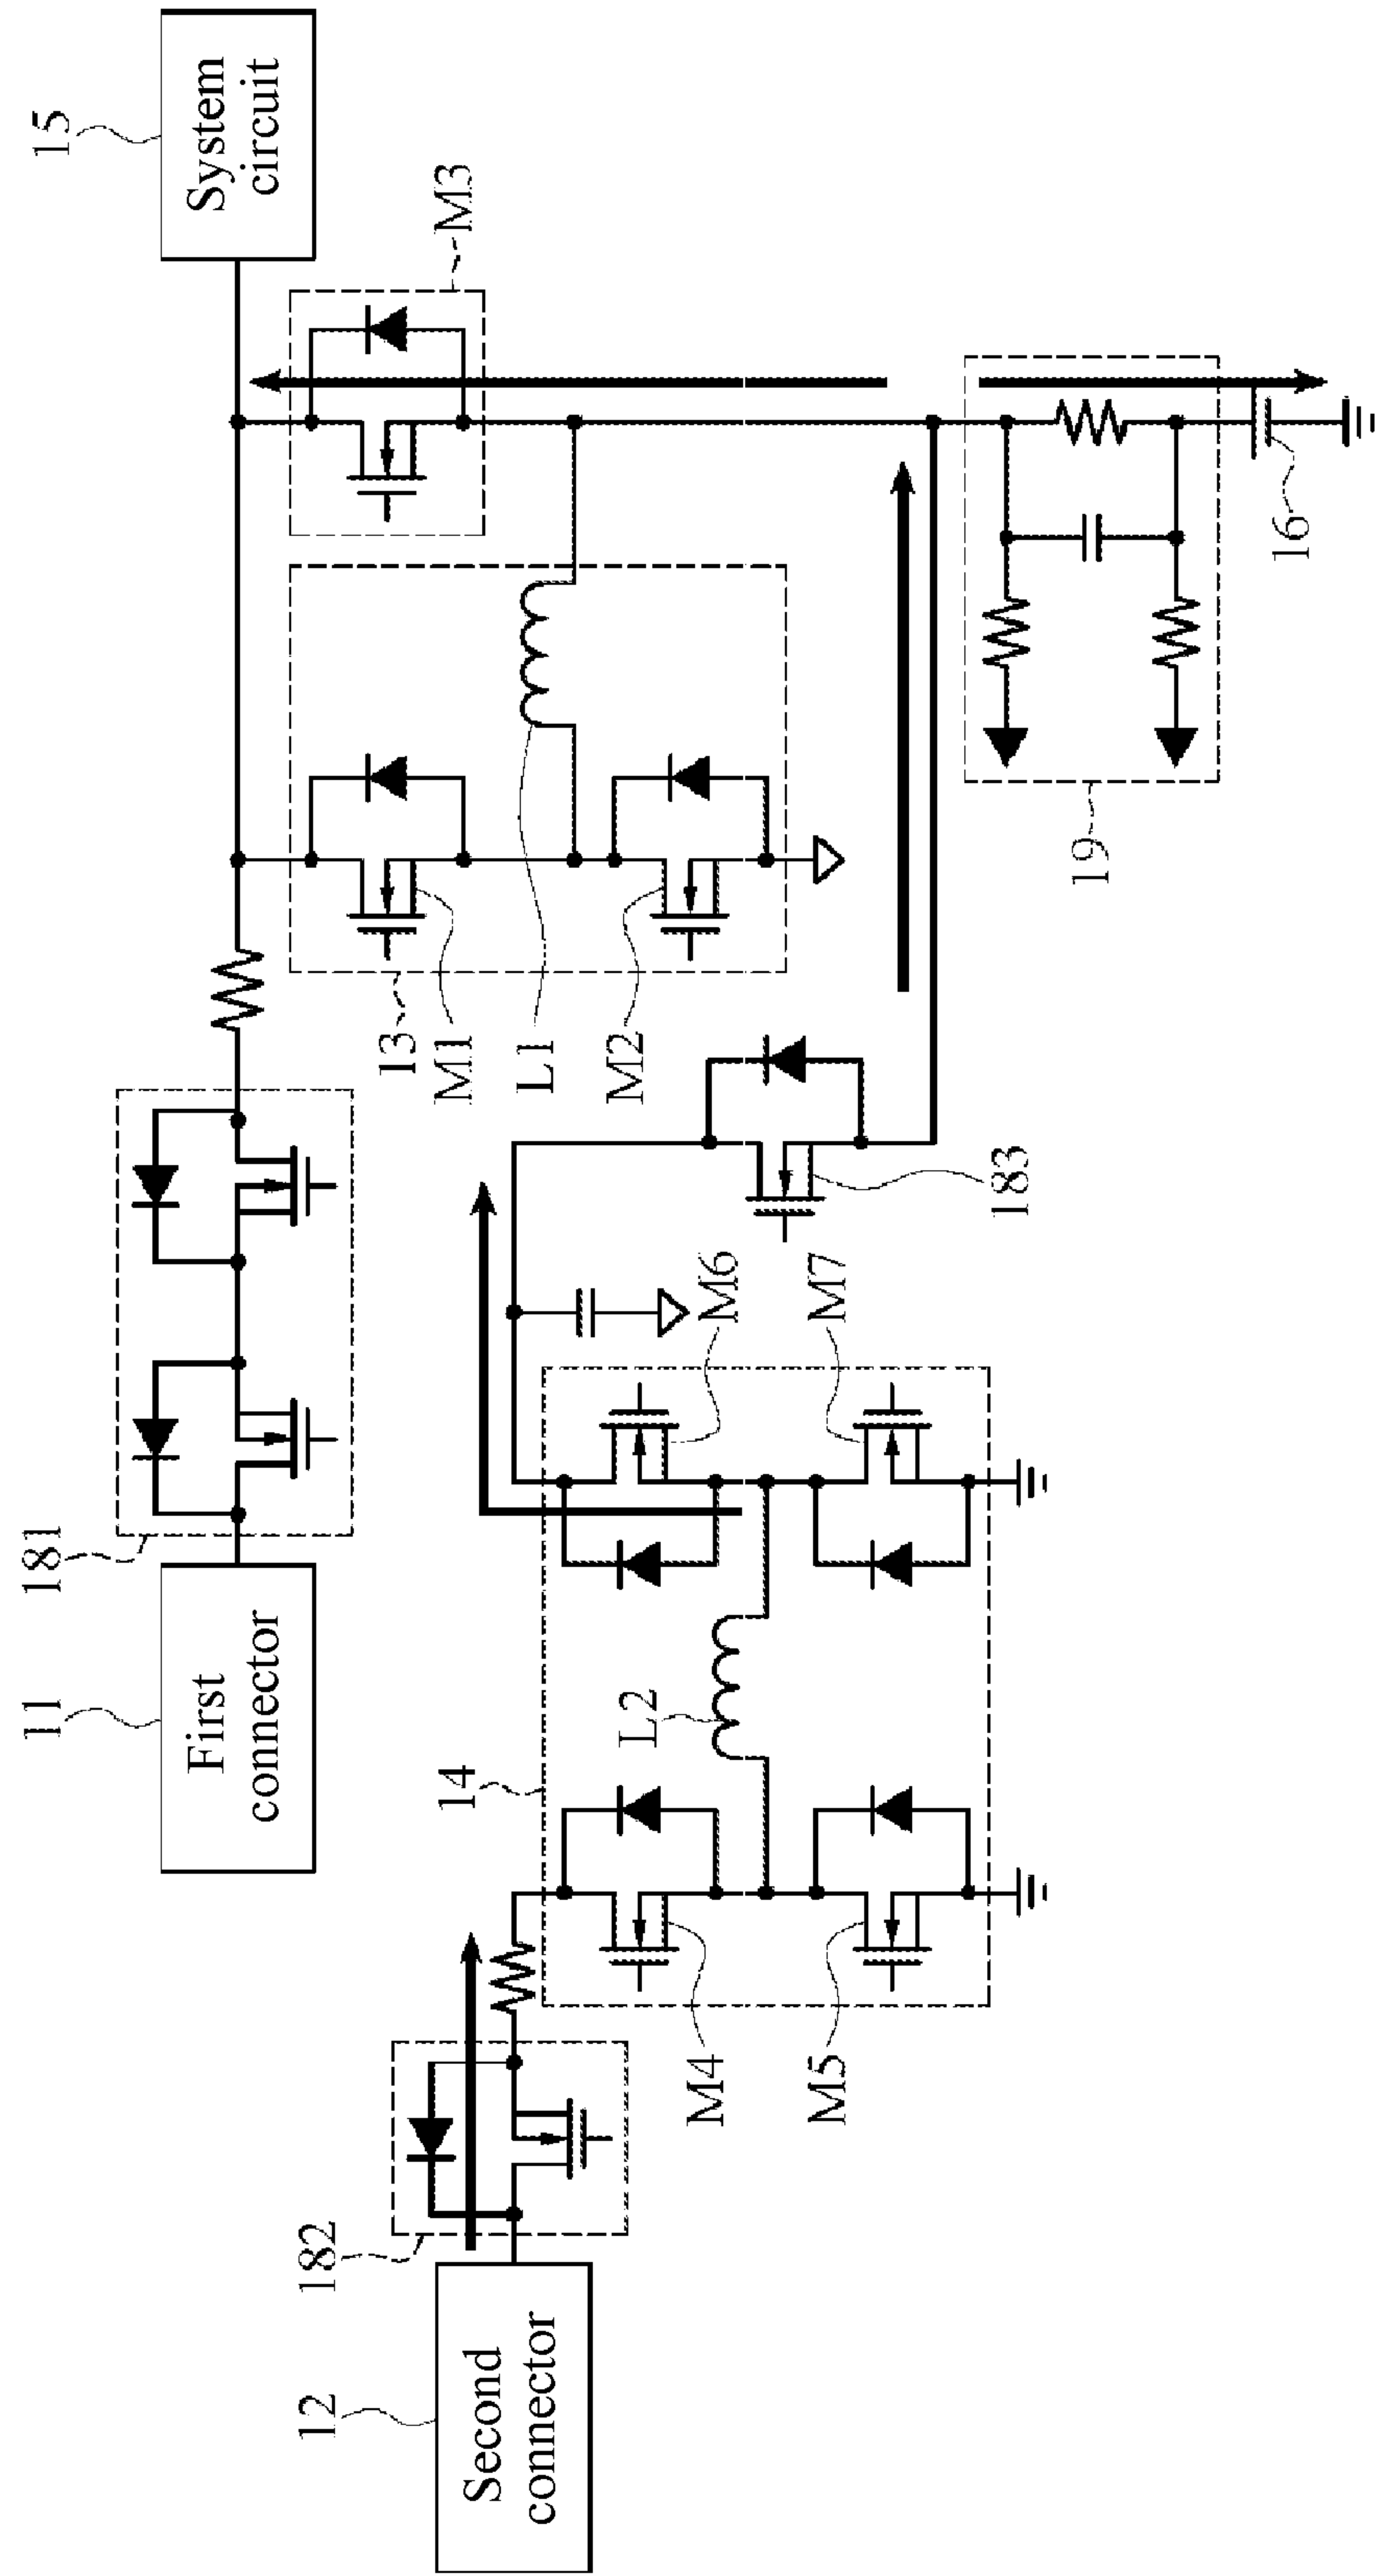 15
System
circuit
M3
181
11
First
connector
13
M1
L1
M2
183
16
19
14
L2
M6
M7
182
M4
M5
12
Second
connector